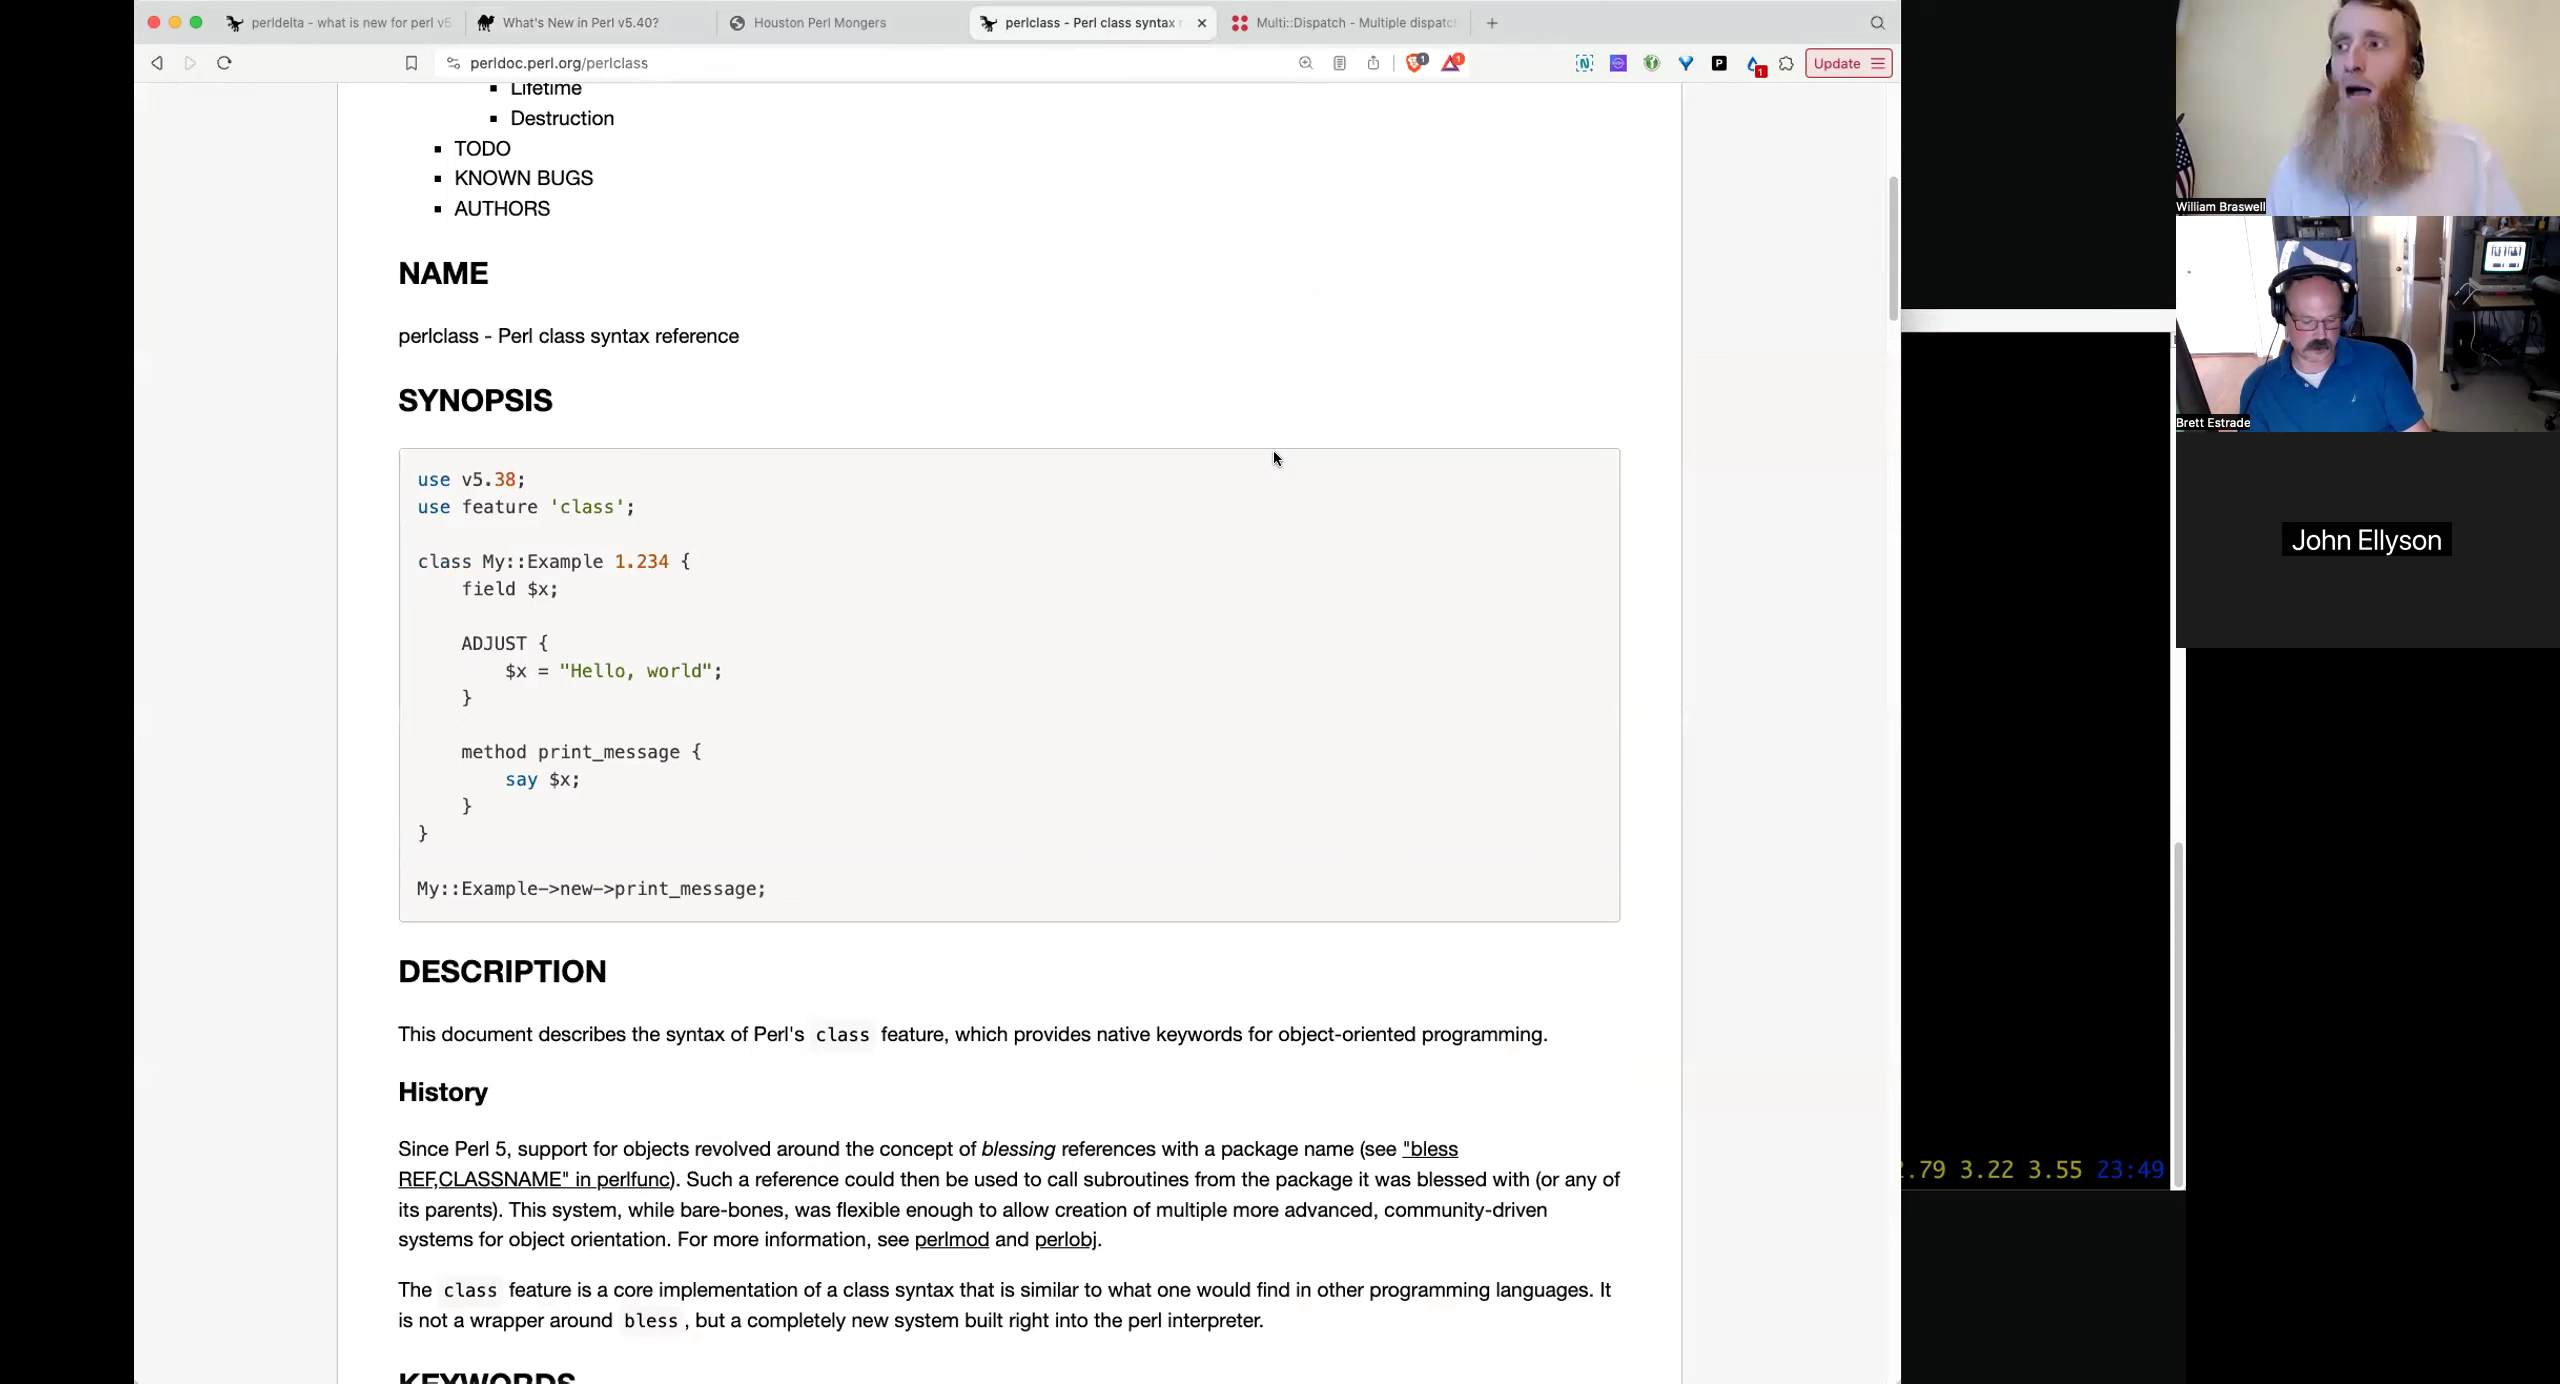 perldelta - what is new for perl v5
What's New in Perl v5.40?
Houston Perl Mongers
perlclass - Perl class syntax r
Multi::Dispatch - Multiple dispatc
perldoc.perl.org/perlclass
1
1
P
1
Update
Lifetime
Destruction
TODO
KNOWN BUGS
AUTHORS
NAME
perlclass - Perl class syntax reference
SYNOPSIS
use v5.38;
use feature 'class';
class My::Example 1.234 {
    field $x;
    ADJUST {
        $x = "Hello, world";
    }
    method print_message {
        say $x;
    }
}
My::Example->new->print_message;
DESCRIPTION
This document describes the syntax of Perl's class feature, which provides native keywords for object-oriented programming.
History
Since Perl 5, support for objects revolved around the concept of blessing references with a package name (see "bless
REF,CLASSNAME" in perlfunc). Such a reference could then be used to call subroutines from the package it was blessed with (or any of
its parents). This system, while bare-bones, was flexible enough to allow creation of multiple more advanced, community-driven
systems for object orientation. For more information, see perlmod and perlobj.
The class feature is a core implementation of a class syntax that is similar to what one would find in other programming languages. It
is not a wrapper around bless, but a completely new system built right into the perl interpreter.
KEYWORDS
William Braswell
Brett Estrade
John Ellyson
.79 3.22 3.55 23:49